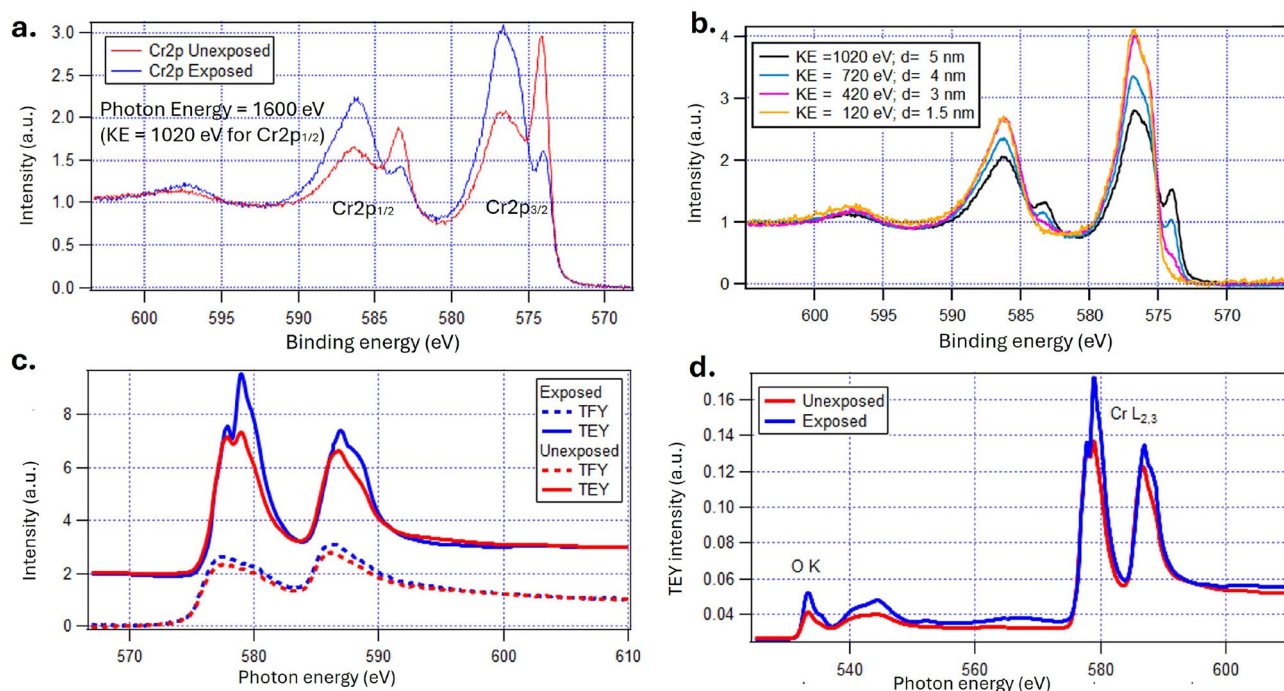 a.
3.0
2.5
2.0
1.5
1.0
0.5
0.0
Intensity (a.u.)
Cr2p Unexposed
Cr2p Exposed
Photon Energy = 1600 eV
(KE = 1020 eV for Cr2p1/2)
Cr2p1/2
Cr2p3/2
600 595 590 585 580 575 570
Binding energy (eV)
b.
4
3
2
1
0
Intensity (a.u.)
KE =1020 eV; d= 5 nm
KE = 720 eV; d= 4 nm
KE = 420 eV; d= 3 nm
KE = 120 eV; d= 1.5 nm
600 595 590 585 580 575 570
Binding energy (eV)
c.
8
6
4
2
0
Intensity (a.u.)
Exposed
TFY
TEY
Unexposed
TFY
TEY
570 580 590 600 610
Photon energy (eV)
d.
0.16
0.14
0.12
0.10
0.08
0.06
0.04
TEY intensity (a.u.)
Unexposed
Exposed
Cr L2,3
O K
540 560 580 600
Photon energy (eV)